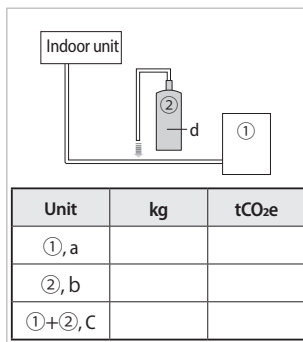 Indoor unit
②
d
①
Unit kg tCO₂e
①, a
②, b
①+②, C